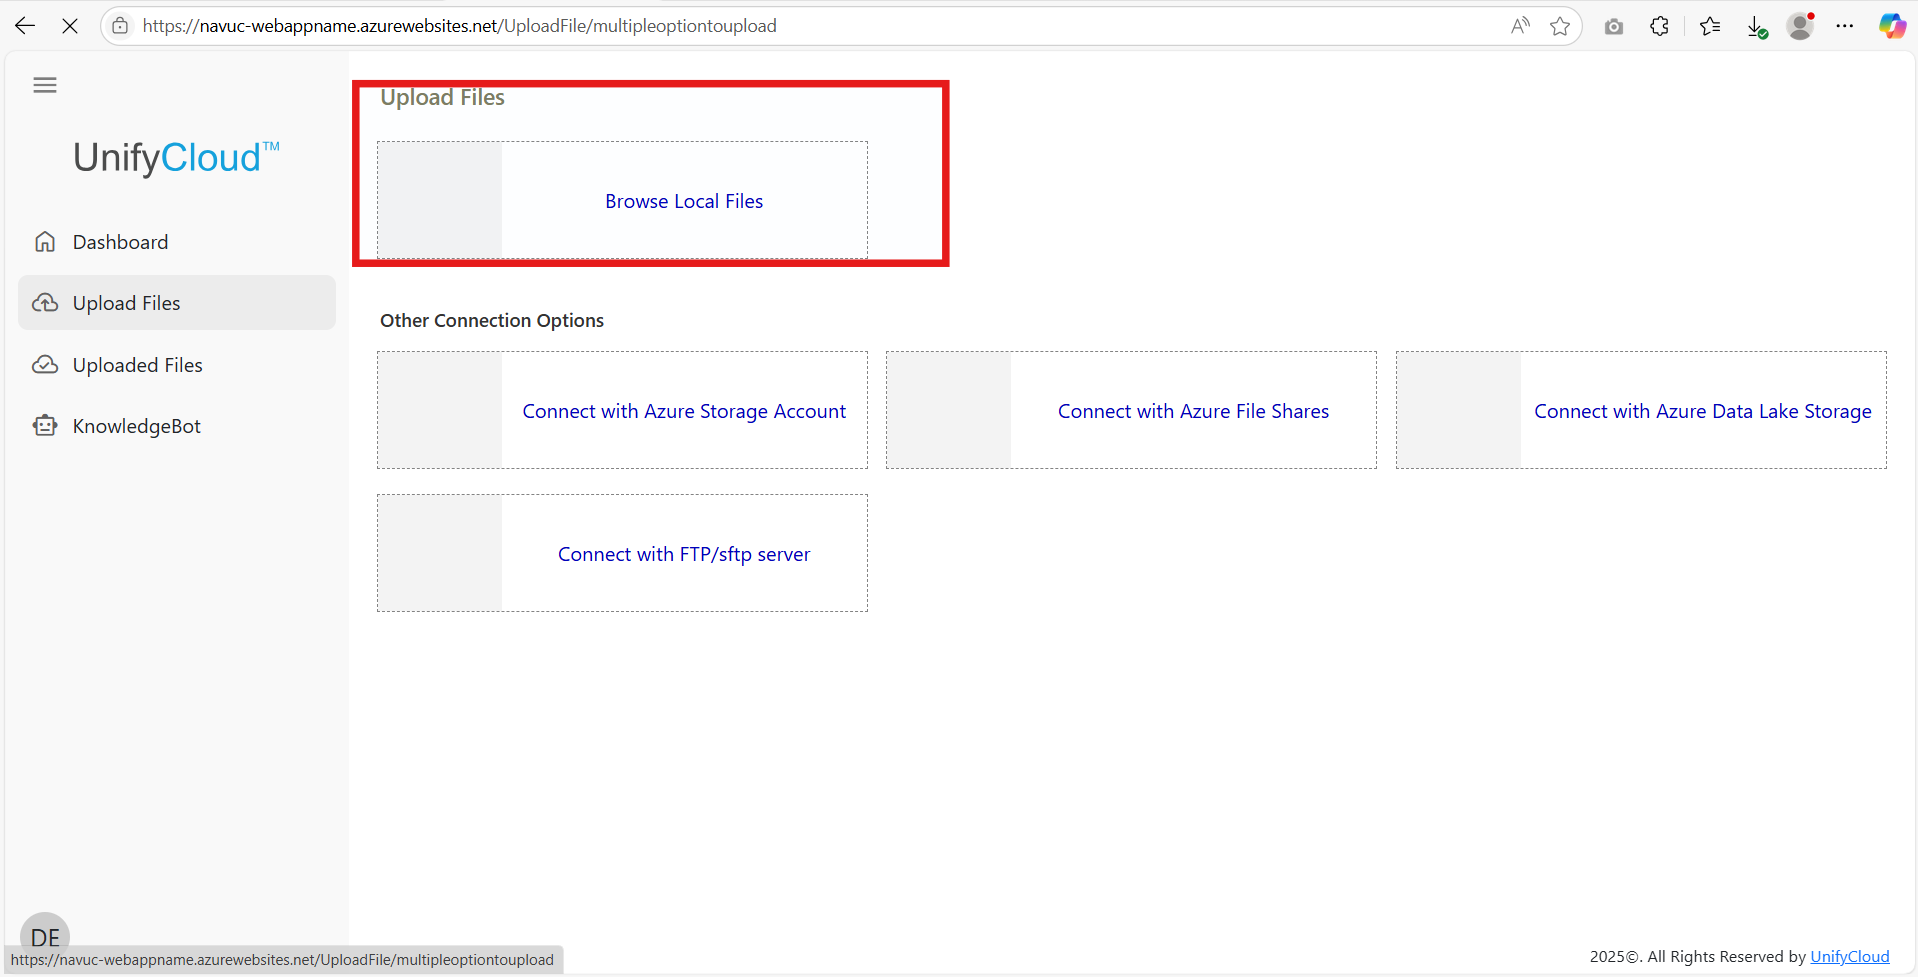 https://navuc-webappname.azurewebsites.net/UploadFile/multipleoptiontoupload
UnifyCloud™
Dashboard
Upload Files
Uploaded Files
KnowledgeBot
DE
Upload Files
Browse Local Files
Other Connection Options
Connect with Azure Storage Account
Connect with Azure File Shares
Connect with Azure Data Lake Storage
Connect with FTP/sftp server
https://navuc-webappname.azurewebsites.net/UploadFile/multipleoptiontoupload
2025©. All Rights Reserved by UnifyCloud